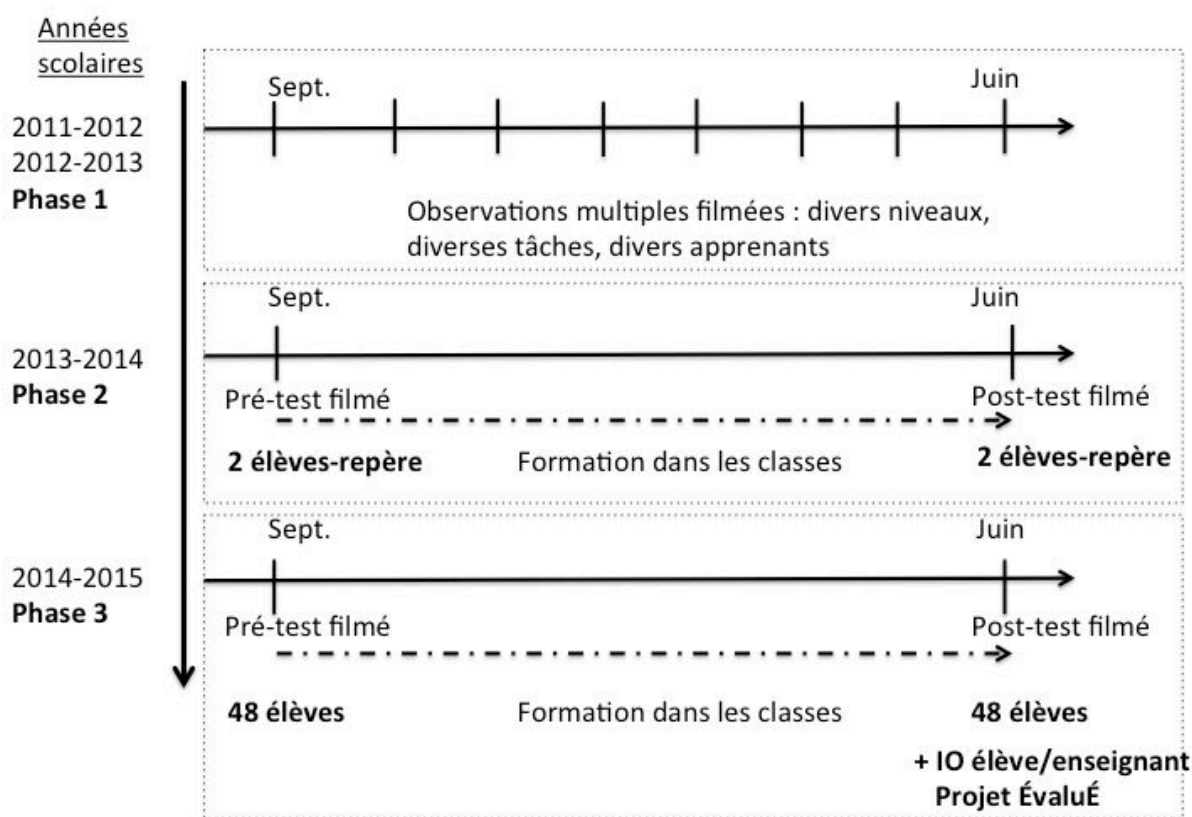 Années
scolaires
Sept.
Juin
2011-2012
2012-2013
Phase 1
Observations multiples filmées : divers niveaux,
diverses tâches, divers apprenants
Sept.
Juin
2013-2014
Phase 2
Pré-test filmé
Post-test filmé
2 élèves-repère
Formation dans les classes
2 élèves-repère
Sept.
Juin
2014-2015
Phase 3
Pré-test filmé
Post-test filmé
48 élèves
Formation dans les classes
48 élèves
+ IO élève/enseignant
Projet ÉvaluÉ